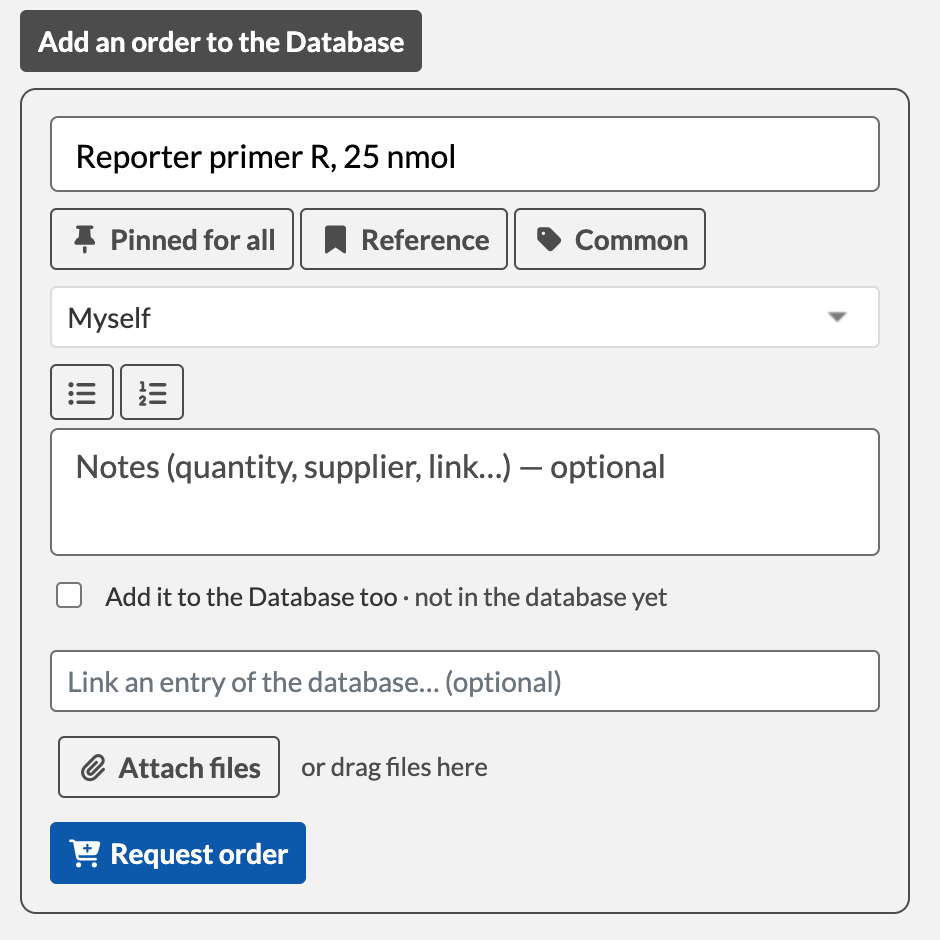 Add an order to the Database
Reporter primer R, 25 nmol
Pinned for all Reference Common
Myself
Notes (quantity, supplier, link...) — optional
Add it to the Database too · not in the database yet
Link an entry of the database... (optional)
Attach files or drag files here
Request order